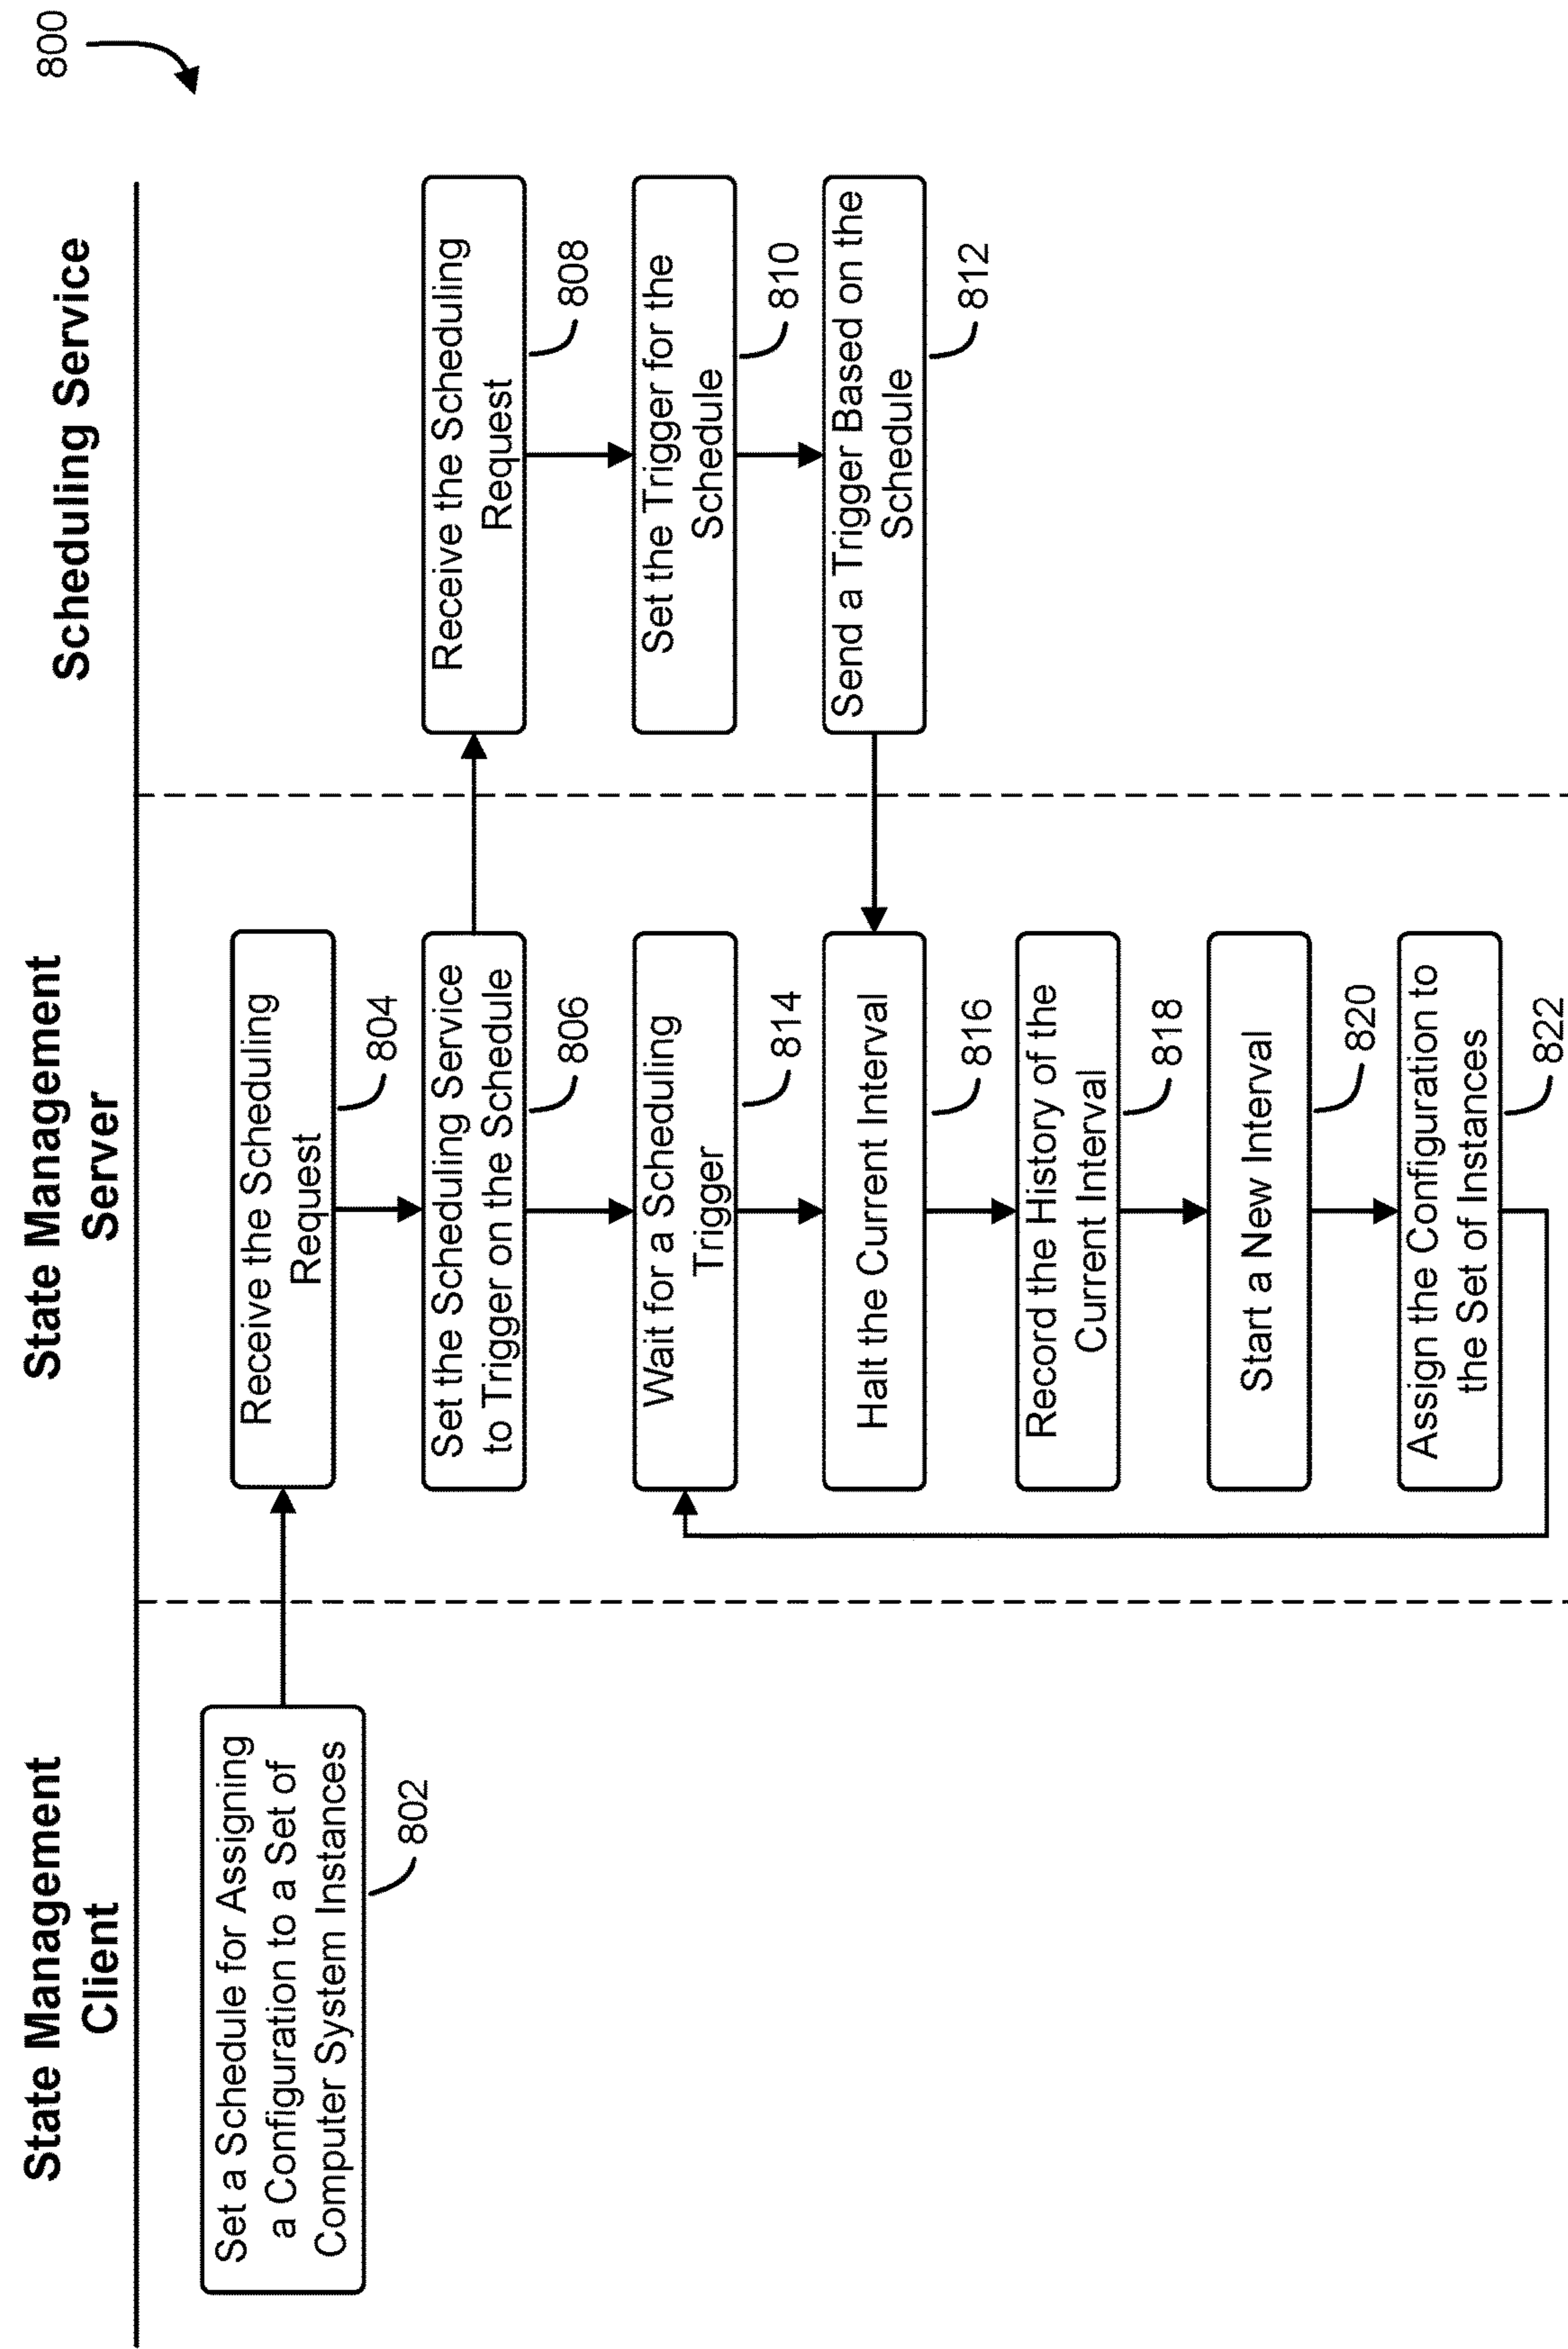 800
State Management
Client
State Management
Server
Scheduling Service
Set a Schedule for Assigning
a Configuration to a Set of
Computer System Instances
802
Receive the Scheduling
Request
804
Set the Scheduling Service
to Trigger on the Schedule
806
Receive the Scheduling
Request
808
Set the Trigger for the
Schedule
810
Send a Trigger Based on the
Schedule
812
Wait for a Scheduling
Trigger
814
Halt the Current Interval
816
Record the History of the
Current Interval
818
Start a New Interval
820
Assign the Configuration to
the Set of Instances
822